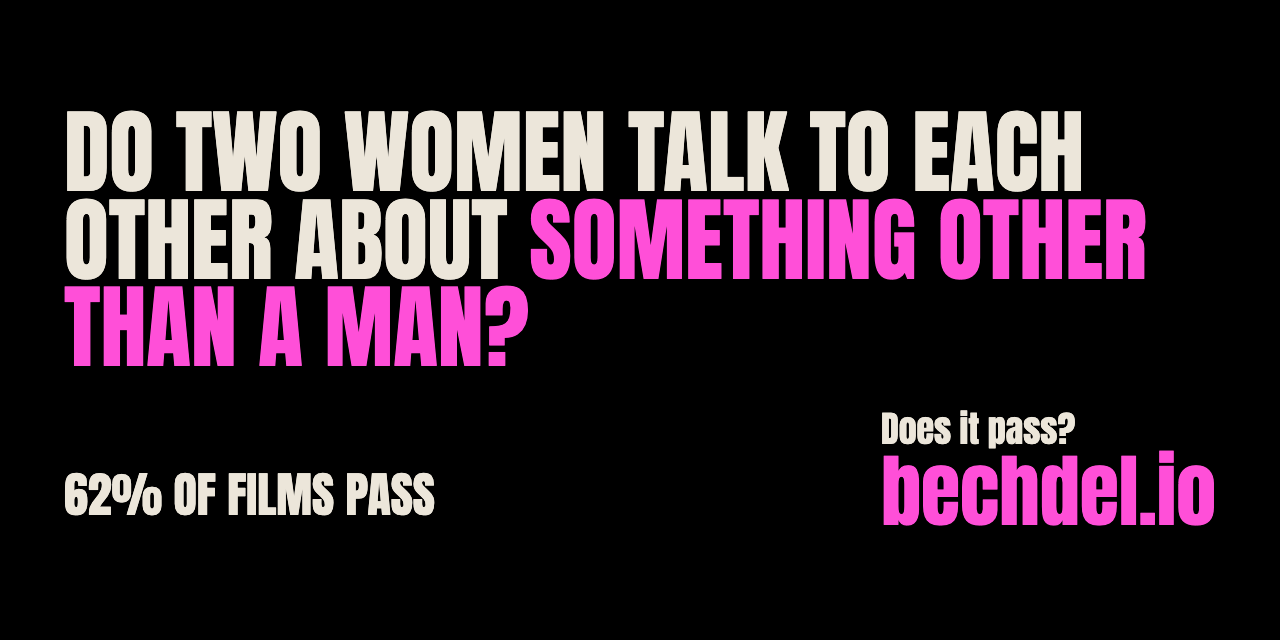 DO TWO WOMEN TALK TO EACH
OTHER ABOUT SOMETHING OTHER
THAN A MAN?
62% OF FILMS PASS
Does it pass?
bechdel.io